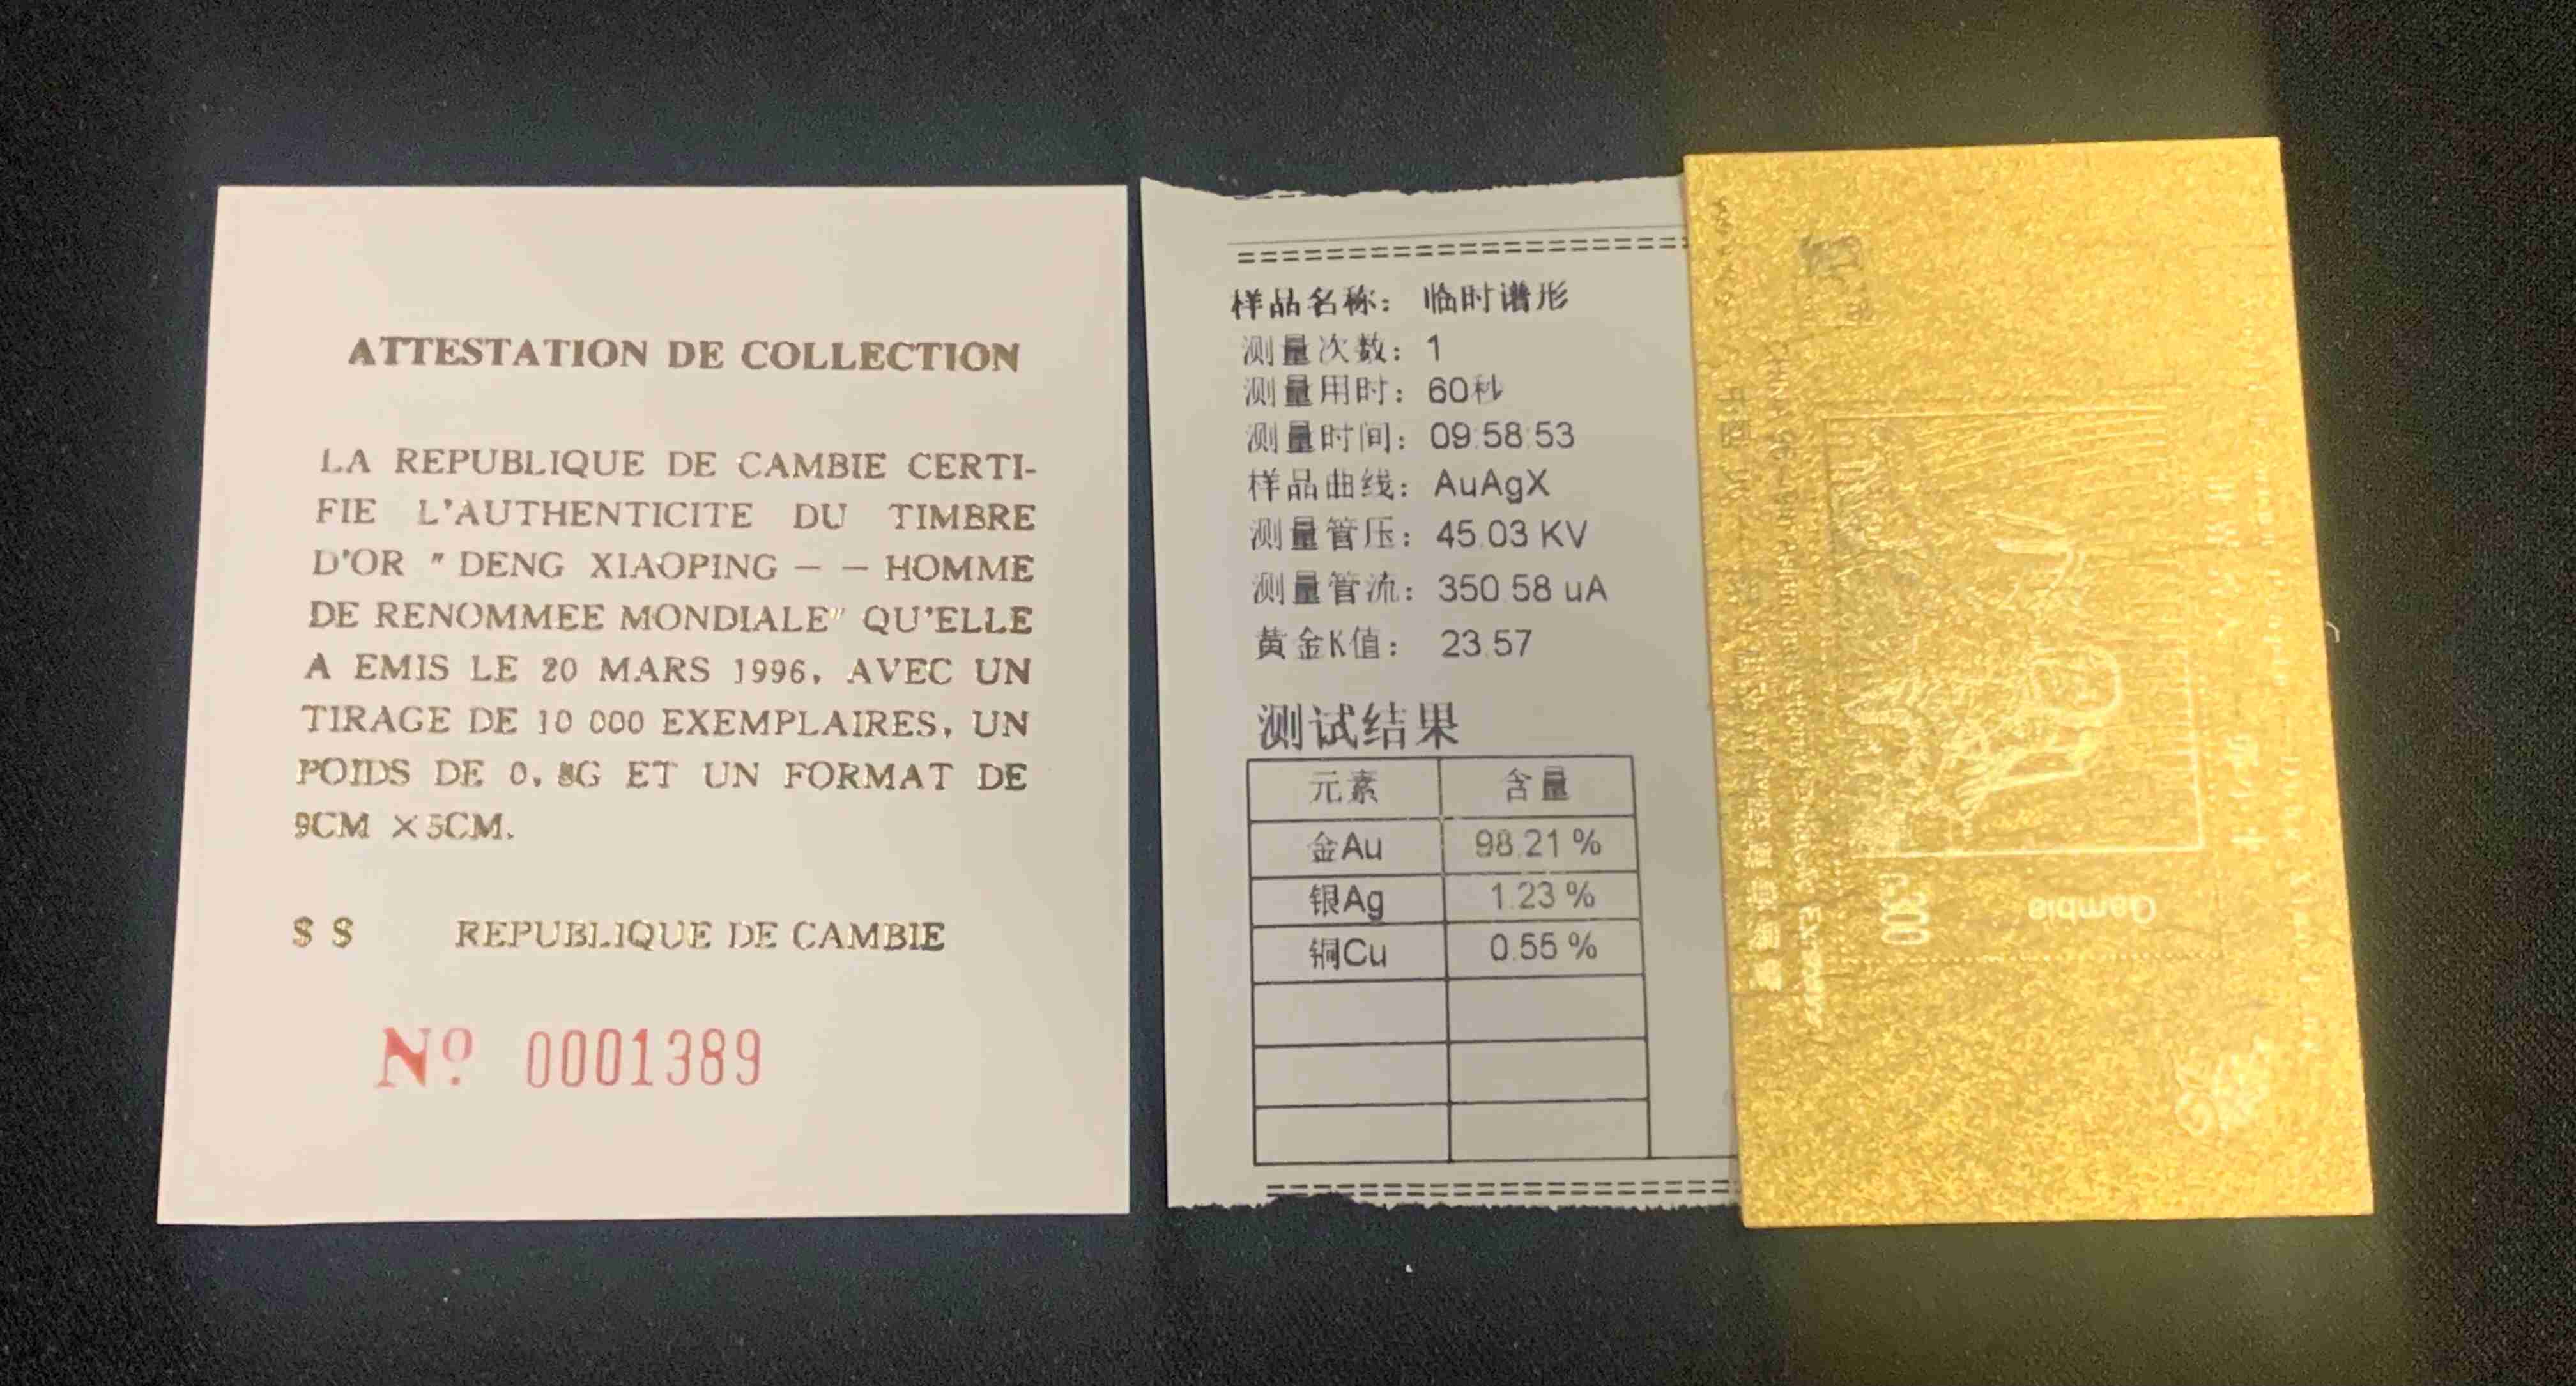 ATTESTATION DE COLLECTION
LA REPUBLIQUE DE CAMBIE CERTI-
FIE L'AUTHENTICITE DU TIMBRE
D'OR " DENG XIAOPING — — HOMME
DE RENOMMEE MONDIALE" QU'ELLE
A EMIS LE 20 MARS 1996, AVEC UN
TIRAGE DE 10 000 EXEMPLAIRES, UN
POIDS DE 0,8G ET UN FORMAT DE
9CM ×5CM.
$ $ REPUBLIQUE DE CAMBIE
Nº 0001389
样品名称: 临时谱形
测量次数: 1
测量用时: 60秒
测量时间: 09:58:53
样品曲线: AuAgX
测量管压: 45.03 KV
测量管流: 350.58 uA
黄金K值: 23.57
测试结果
元素 含量
金Au 98.21 %
银Ag 1.23 %
铜Cu 0.55 %
Gambia